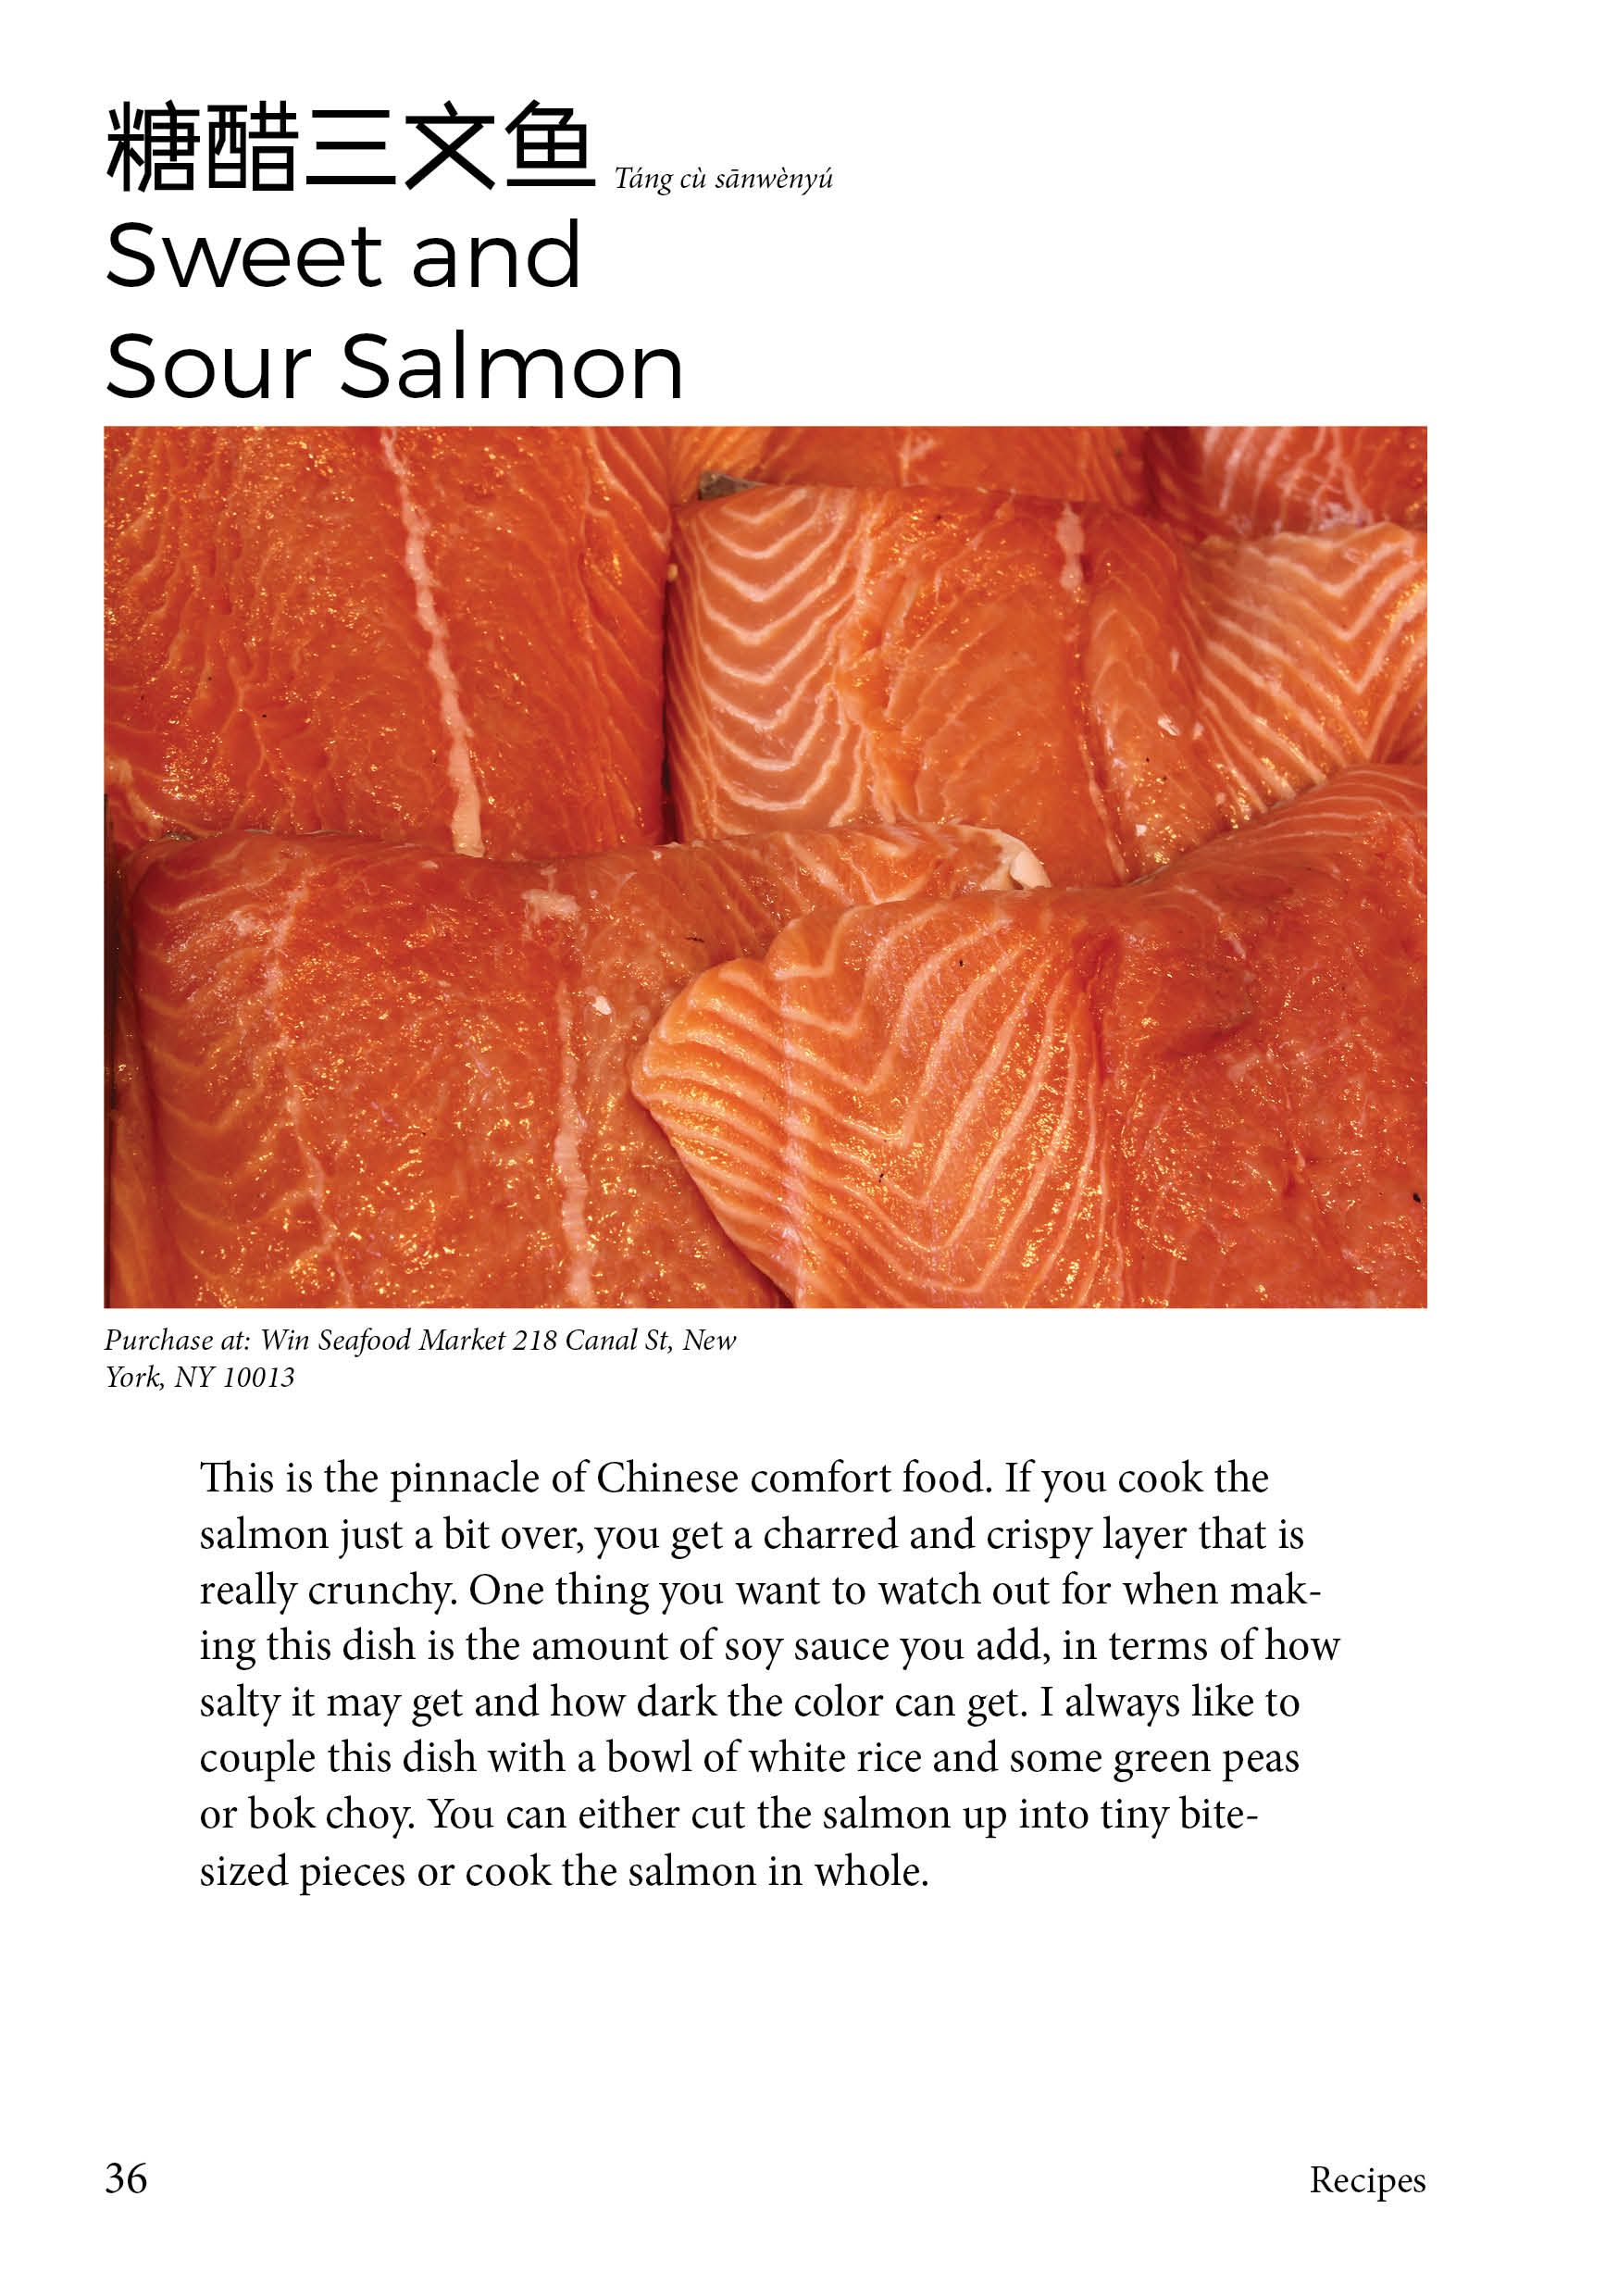 糖醋三文鱼 Táng cù sānwènyú
Sweet and
Sour Salmon
Purchase at: Win Seafood Market 218 Canal St, New
York, NY 10013
This is the pinnacle of Chinese comfort food. If you cook the
salmon just a bit over, you get a charred and crispy layer that is
really crunchy. One thing you want to watch out for when mak-
ing this dish is the amount of soy sauce you add, in terms of how
salty it may get and how dark the color can get. I always like to
couple this dish with a bowl of white rice and some green peas
or bok choy. You can either cut the salmon up into tiny bite-
sized pieces or cook the salmon in whole.
36
Recipes